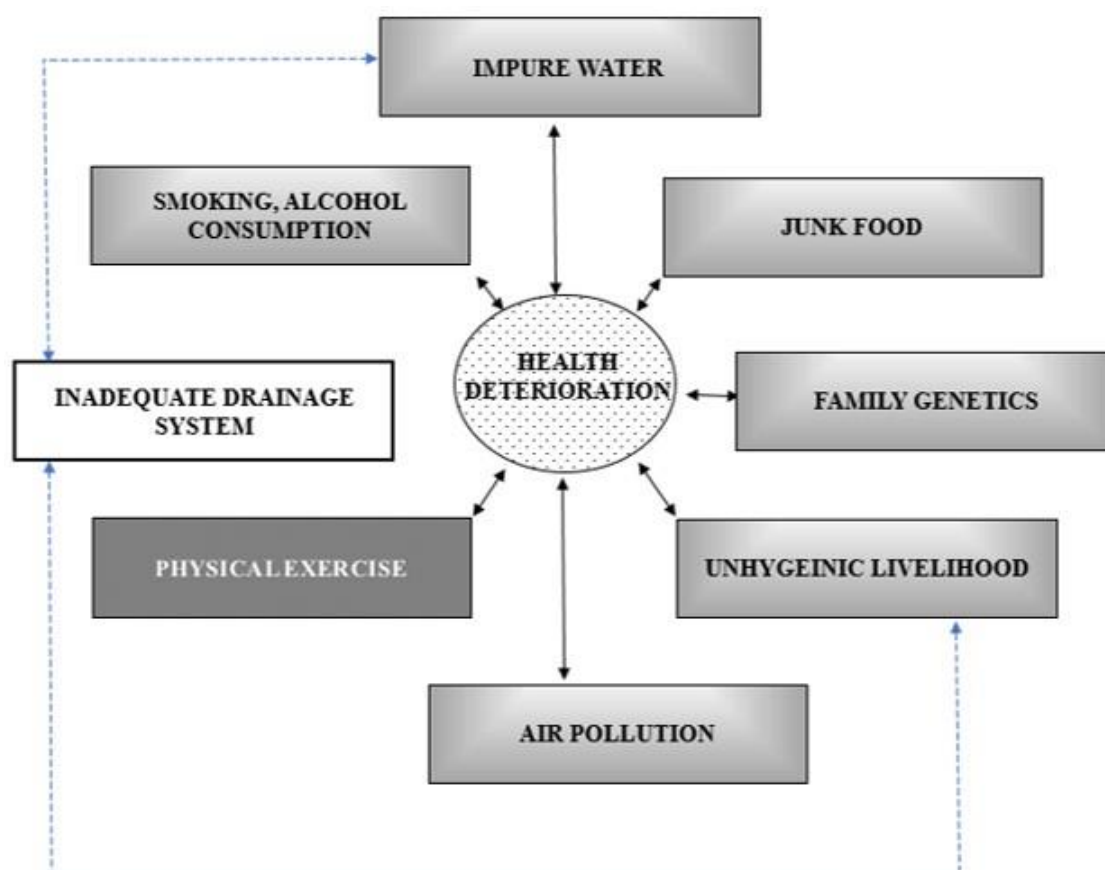 IMPURE WATER
SMOKING, ALCOHOL
CONSUMPTION
JUNK FOOD
HEALTH
DETERIORATION
INADEQUATE DRAINAGE
SYSTEM
FAMILY GENETICS
PHYSICAL EXERCISE
UNHYGEINIC LIVELIHOOD
AIR POLLUTION